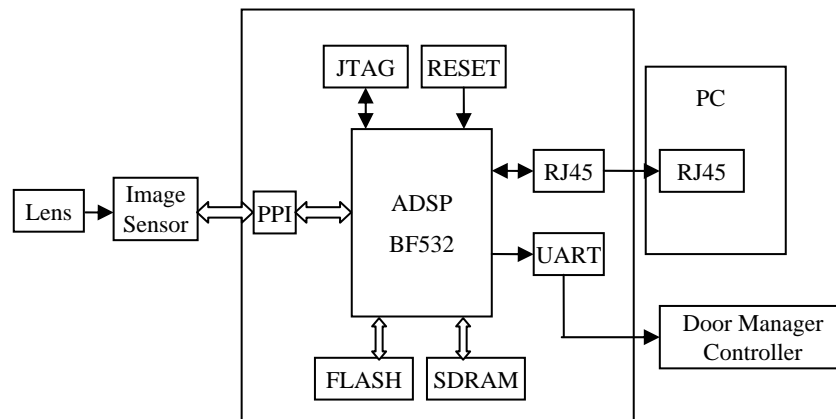 JTAG
RESET
PC
RJ45
RJ45
Lens
Image
Sensor
PPI
ADSP
BF532
UART
Door Manager
Controller
FLASH
SDRAM